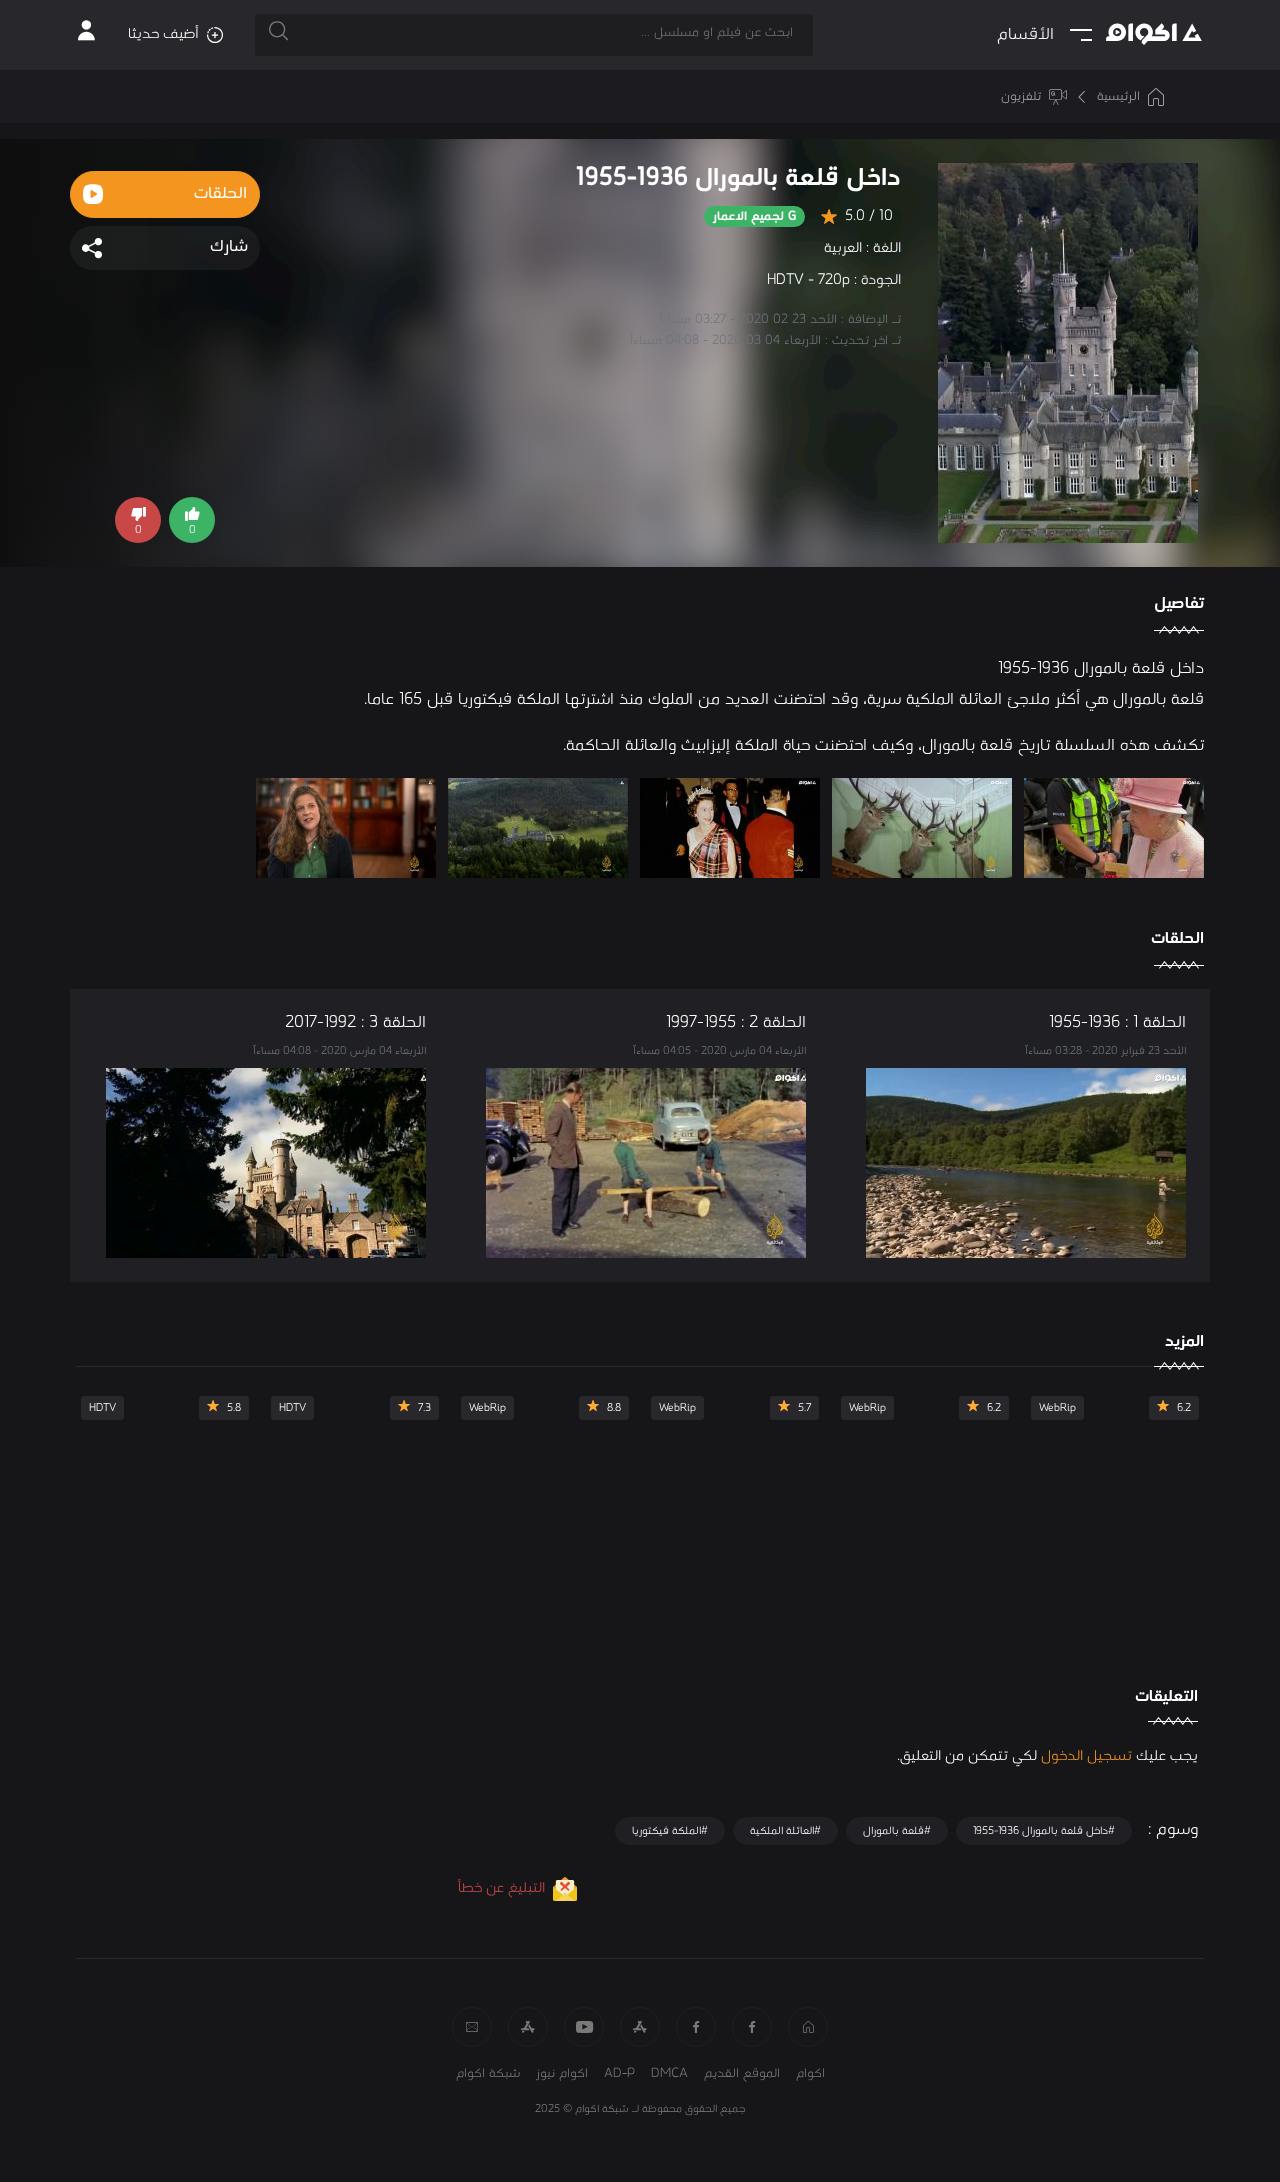 اكوام
الأقسام
ابحث عن فيلم او مسلسل ...
أضيف حديثا
الرئيسية
تلفزيون
داخل قلعة بالمورال 1936-1955
10 / 5.0
G لجميع الاعمار
اللغة : العربية
الجودة : HDTV - 720p
تـ الإضافة : الأحد 23 02 2020 - 03:27 مساءاً
تـ اخر تحديث : الأربعاء 04 03 2020 - 04:08 مساءاً
الحلقات
شارك
0
0
تفاصيل
داخل قلعة بالمورال 1936-1955
قلعة بالمورال هي أكثر ملاجئ العائلة الملكية سرية، وقد احتضنت العديد من الملوك منذ اشترتها الملكة فيكتوريا قبل 165 عاما.
تكشف هذه السلسلة تاريخ قلعة بالمورال، وكيف احتضنت حياة الملكة إليزابيث والعائلة الحاكمة.
الحلقات
الحلقة 1 : 1936-1955
الأحد 23 فبراير 2020 - 03:28 مساءاً
الحلقة 2 : 1955-1997
الأربعاء 04 مارس 2020 - 04:05 مساءاً
الحلقة 3 : 1992-2017
الأربعاء 04 مارس 2020 - 04:08 مساءاً
المزيد
6.2 WebRip
6.2 WebRip
5.7 WebRip
8.8 WebRip
7.3 HDTV
5.8 HDTV
التعليقات
يجب عليك تسجيل الدخول لكي تتمكن من التعليق.
وسوم :
#داخل قلعة بالمورال 1936-1955
#قلعة بالمورال
#العائلة الملكية
#الملكة فيكتوريا
التبليغ عن خطأ
اكوام
الموقع القديم
DMCA
AD-P
اكوام نيوز
شبكة اكوام
جميع الحقوق محفوظة لـ شبكة اكوام © 2025